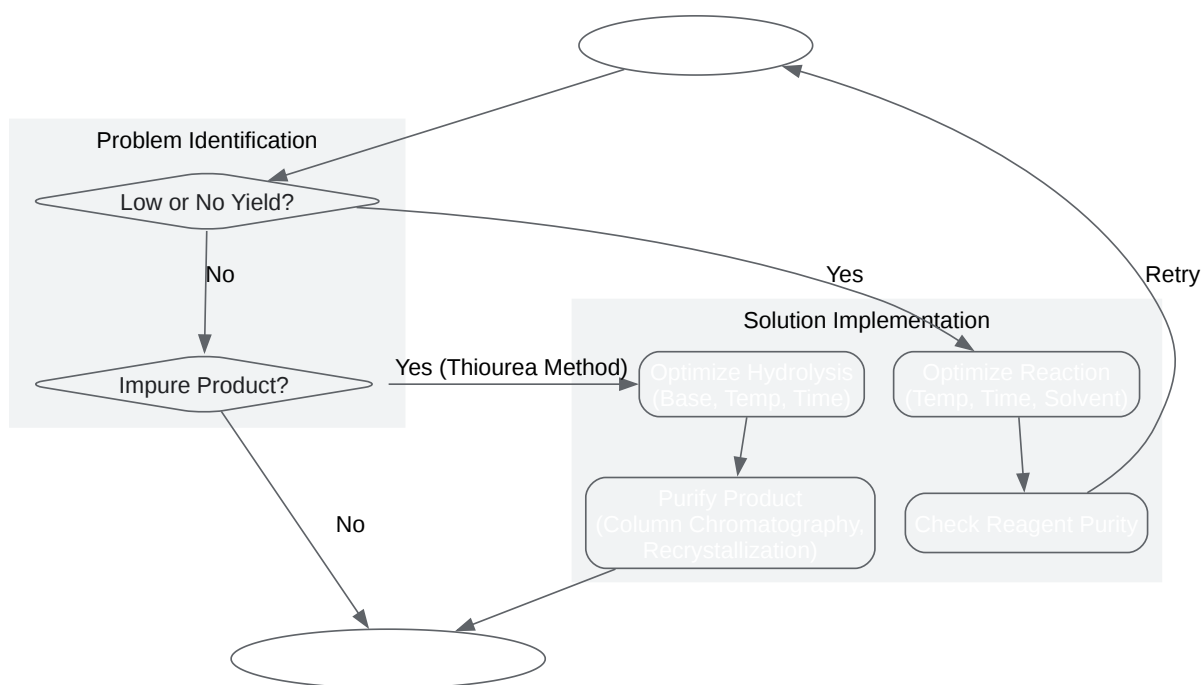 Problem Identification
Low or No Yield?
No
Yes
Retry
Solution Implementation
Impure Product?
Yes (Thiourea Method)
Optimize Hydrolysis
(Base, Temp, Time)
Optimize Reaction
(Temp, Time, Solvent)
Purify Product
(Column Chromatography,
Recrystallization)
Check Reagent Purity
No